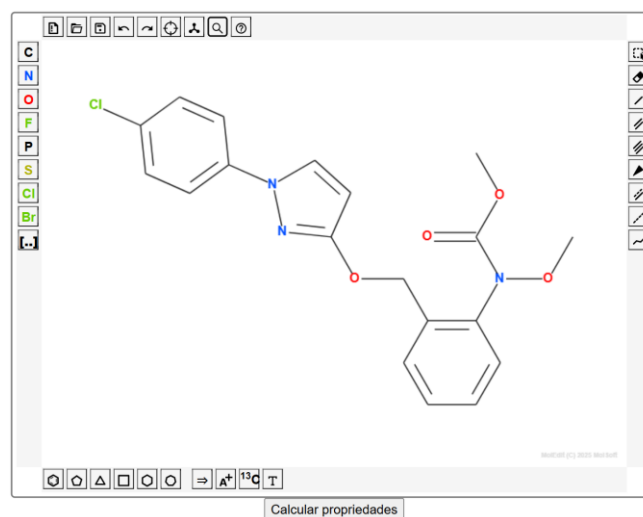 C
N
O
F
P
S
Cl
Br
[..]
Cl
N
N
O
O
O
N
O
⇒ A+ 13C T
Calcular propriedades